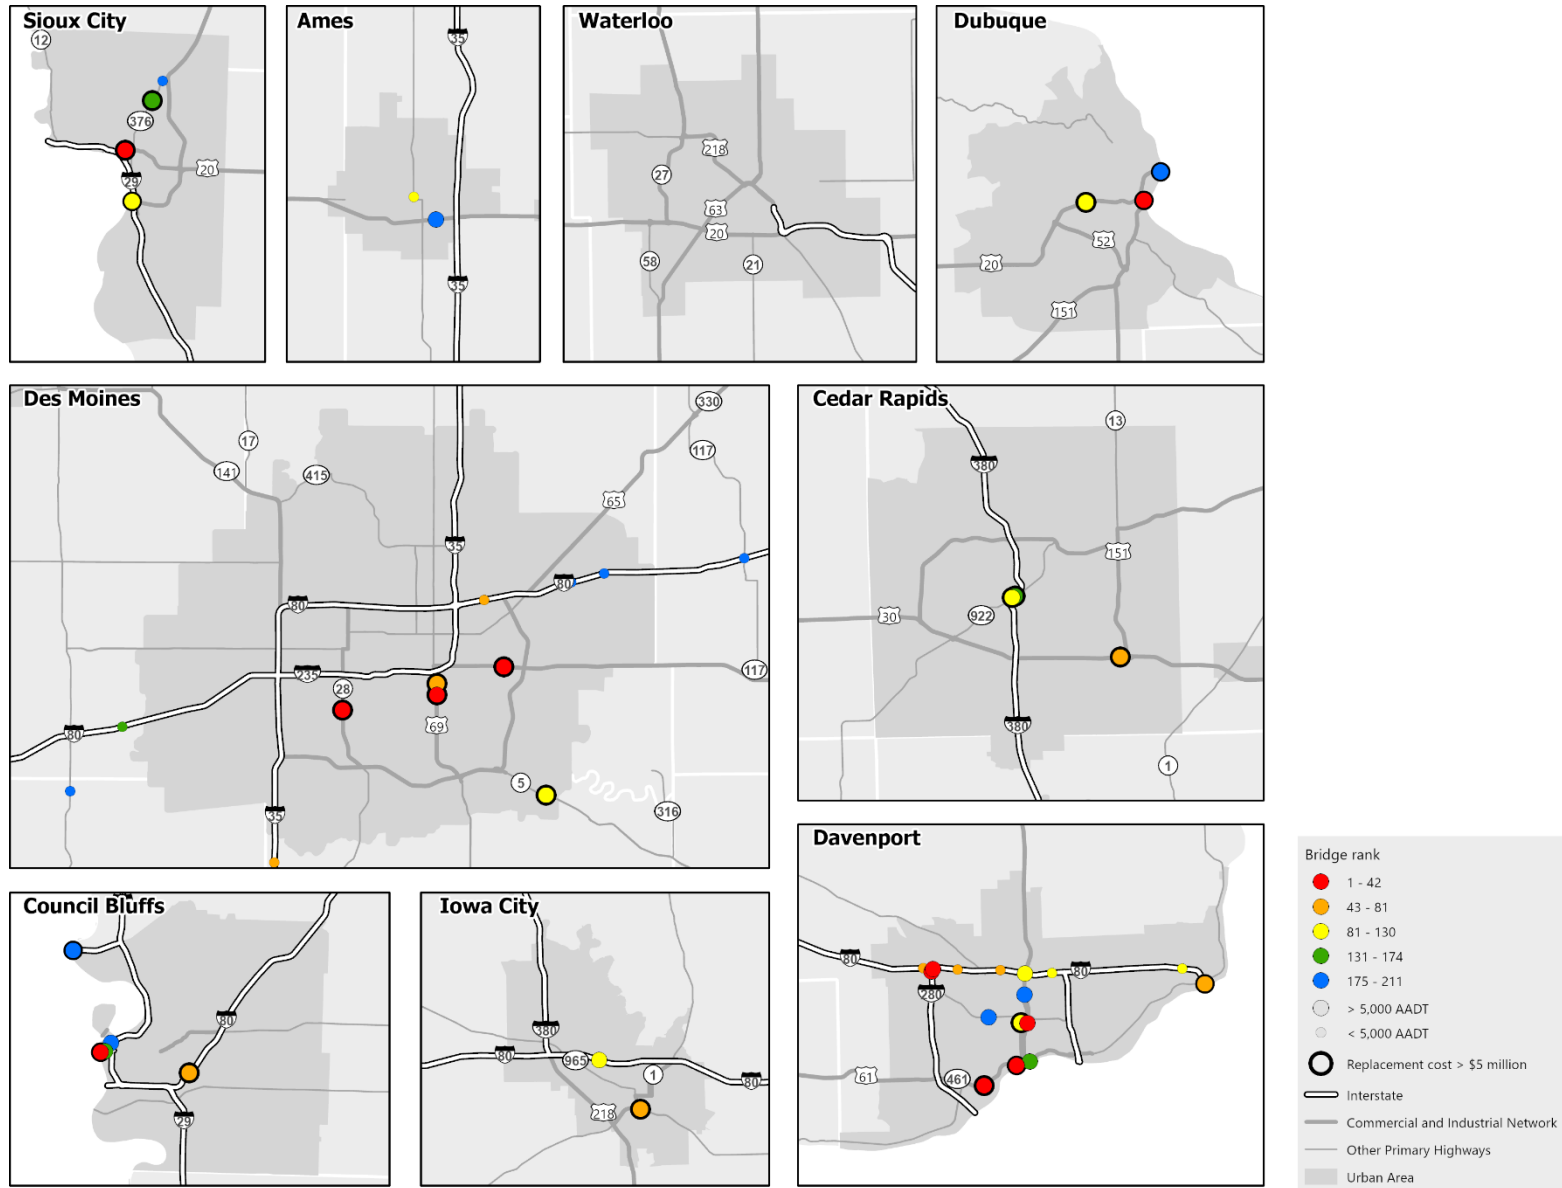 Sioux City
12
376
20
29
Ames
35
35
Waterloo
218
27
63
20
58
21
Dubuque
52
20
151
Des Moines
330
17
117
141
415
65
35
80
80
235
117
28
69
80
5
35
316
Cedar Rapids
13
380
151
30
922
380
1
Council Bluffs
80
29
Iowa City
380
80
965
1
80
218
Davenport
80
80
280
61
461
Bridge rank
1 - 42
43 - 81
81 - 130
131 - 174
175 - 211
> 5,000 AADT
< 5,000 AADT
Replacement cost > $5 million
Interstate
Commercial and Industrial Network
Other Primary Highways
Urban Area